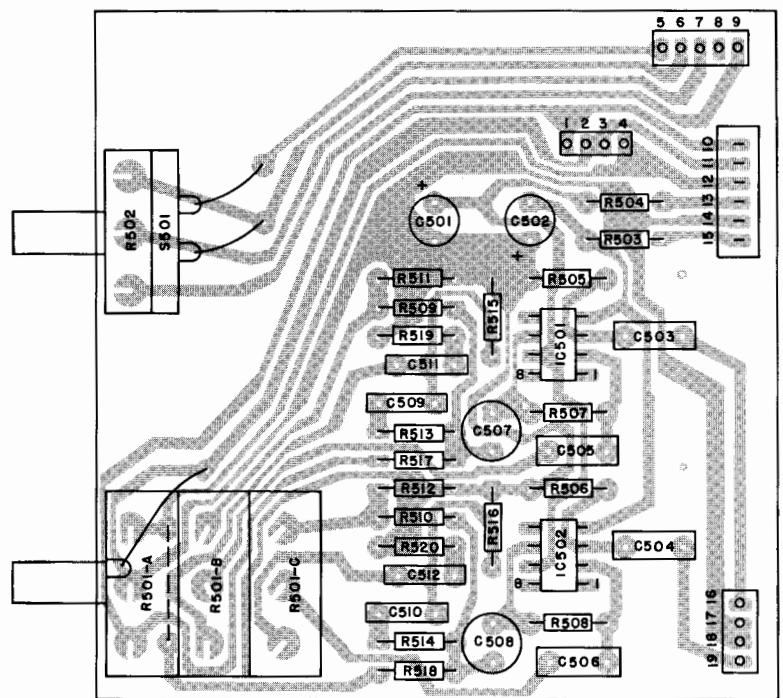 5 6 7 8 9
1 2 3 4
10
11
12
13
14
15
R502
S501
+
C501
C502
+
R504
R503
R511
R505
R509
R515
R519
IC501
C503
C511
8
1
C509
R507
C507
R513
C505
R517
R512
R506
R510
R516
R520
IC502
C504
C512
8
1
R501-A
R501-B
R501-C
C510
R508
R514
C508
R518
C506
16
17
18
19